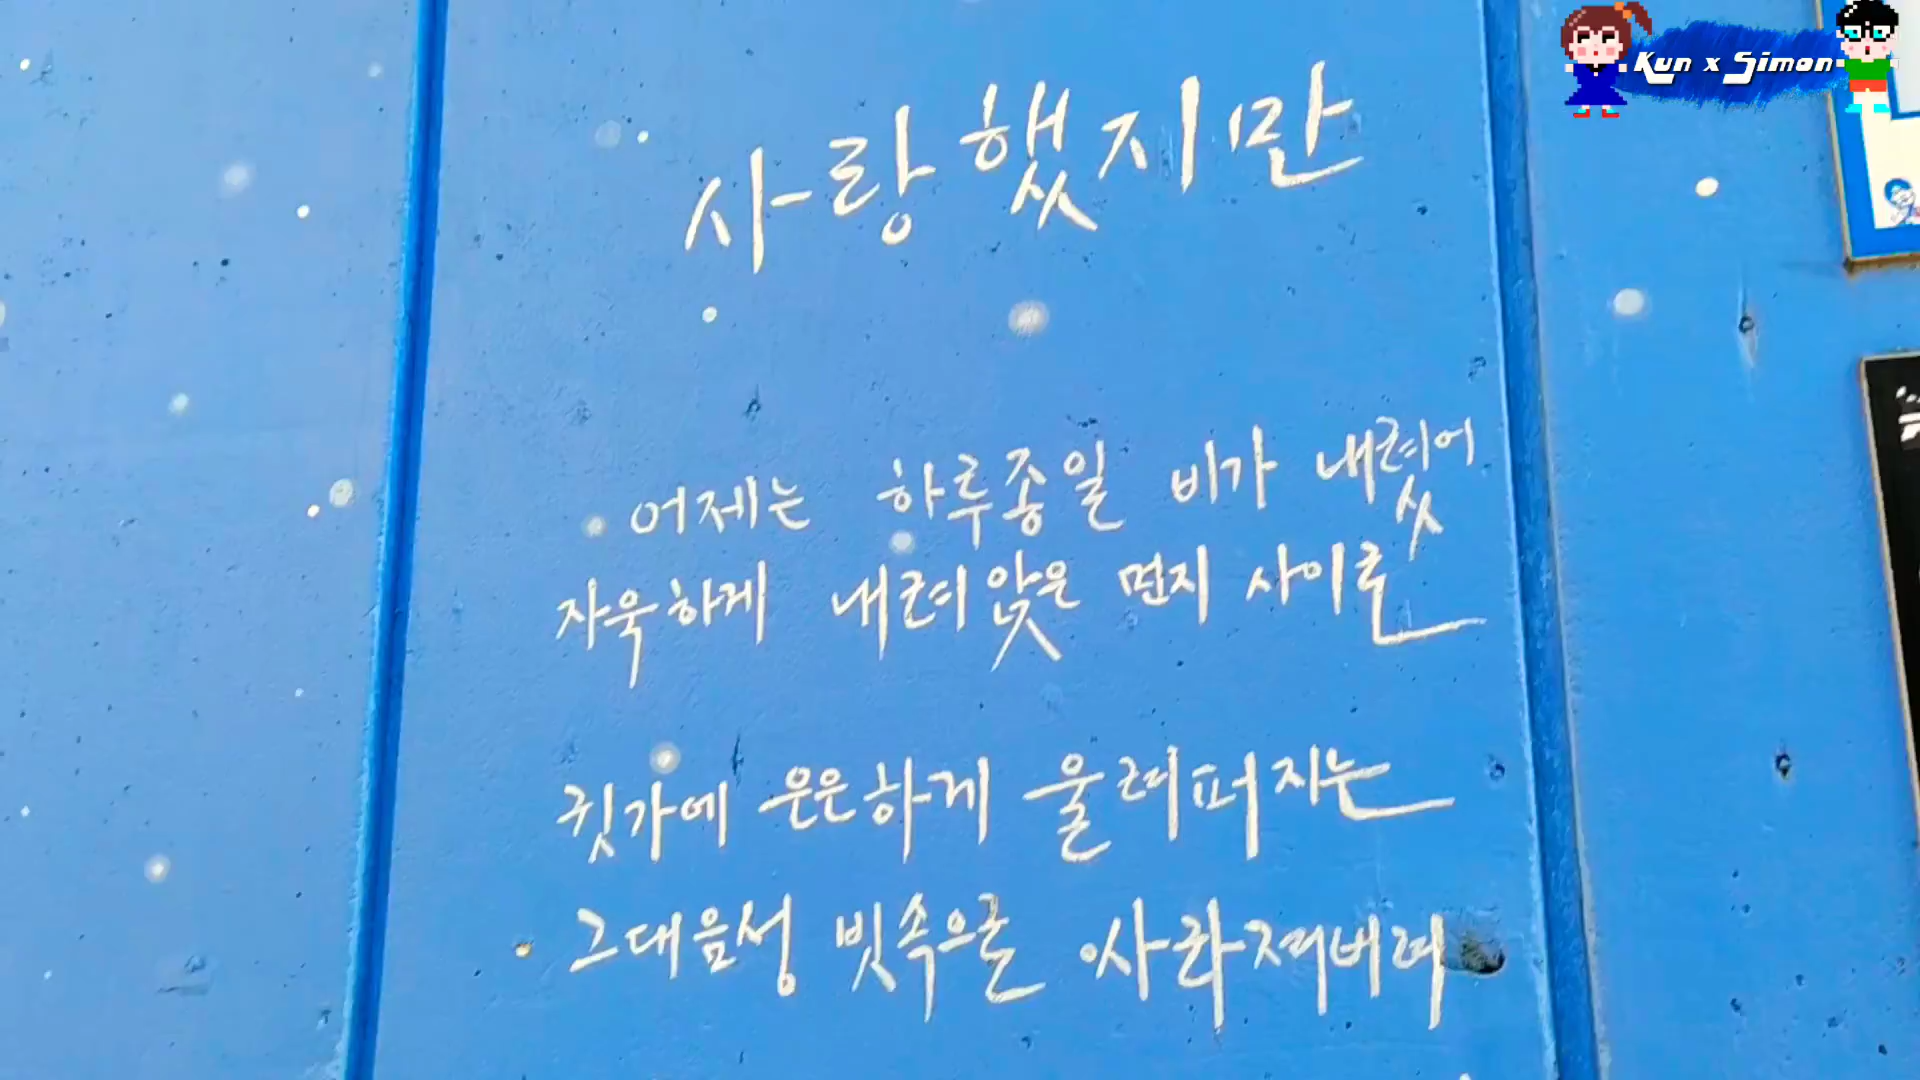 Kun x Simon
사랑했지만
어제는 하루종일 비가 내렸어
자욱하게 내려앉은 먼지 사이로
귓가에 은은하게 울려퍼지는
그대음성 빗속으로 사라져버려